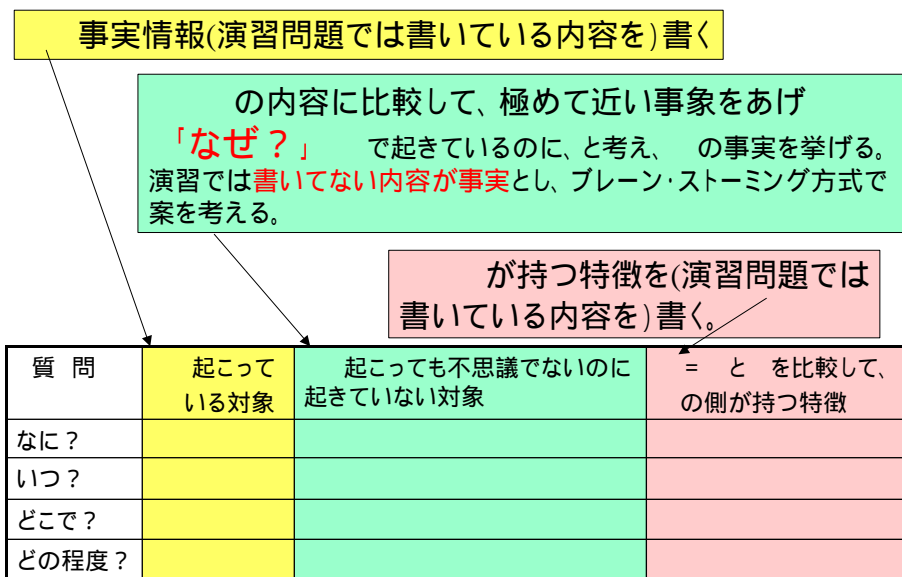 事実情報(演習問題では書いている内容を)書く
の内容に比較して、極めて近い事象をあげ
「なぜ？」 で起きているのに、と考え、 の事実を挙げる。
演習では書いてない内容が事実とし、ブレーン・ストーミング方式で
案を考える。
が持つ特徴を(演習問題では
書いている内容を)書く。
質 問
起こって
いる対象
起こっても不思議でないのに
起きていない対象
= と を比較して、
の側が持つ特徴
なに？
いつ？
どこで？
どの程度？